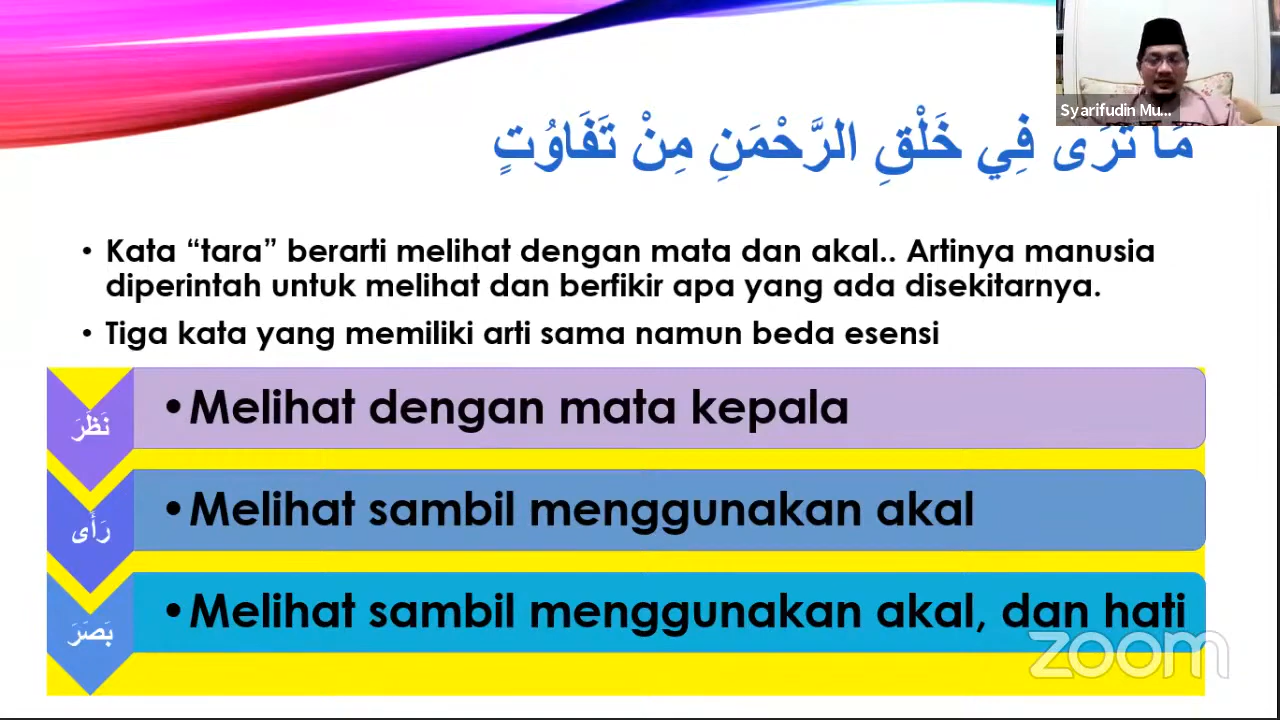 Syarifudin Mu...
مَا تَرَى فِي خَلْقِ الرَّحْمَنِ مِنْ تَفَاوُتٍ
• Kata “tara” berarti melihat dengan mata dan akal.. Artinya manusia
diperintah untuk melihat dan berfikir apa yang ada disekitarnya.
• Tiga kata yang memiliki arti sama namun beda esensi
نَظَرَ
•Melihat dengan mata kepala
رَأَى
•Melihat sambil menggunakan akal
بَصَرَ
•Melihat sambil menggunakan akal, dan hati
zoom